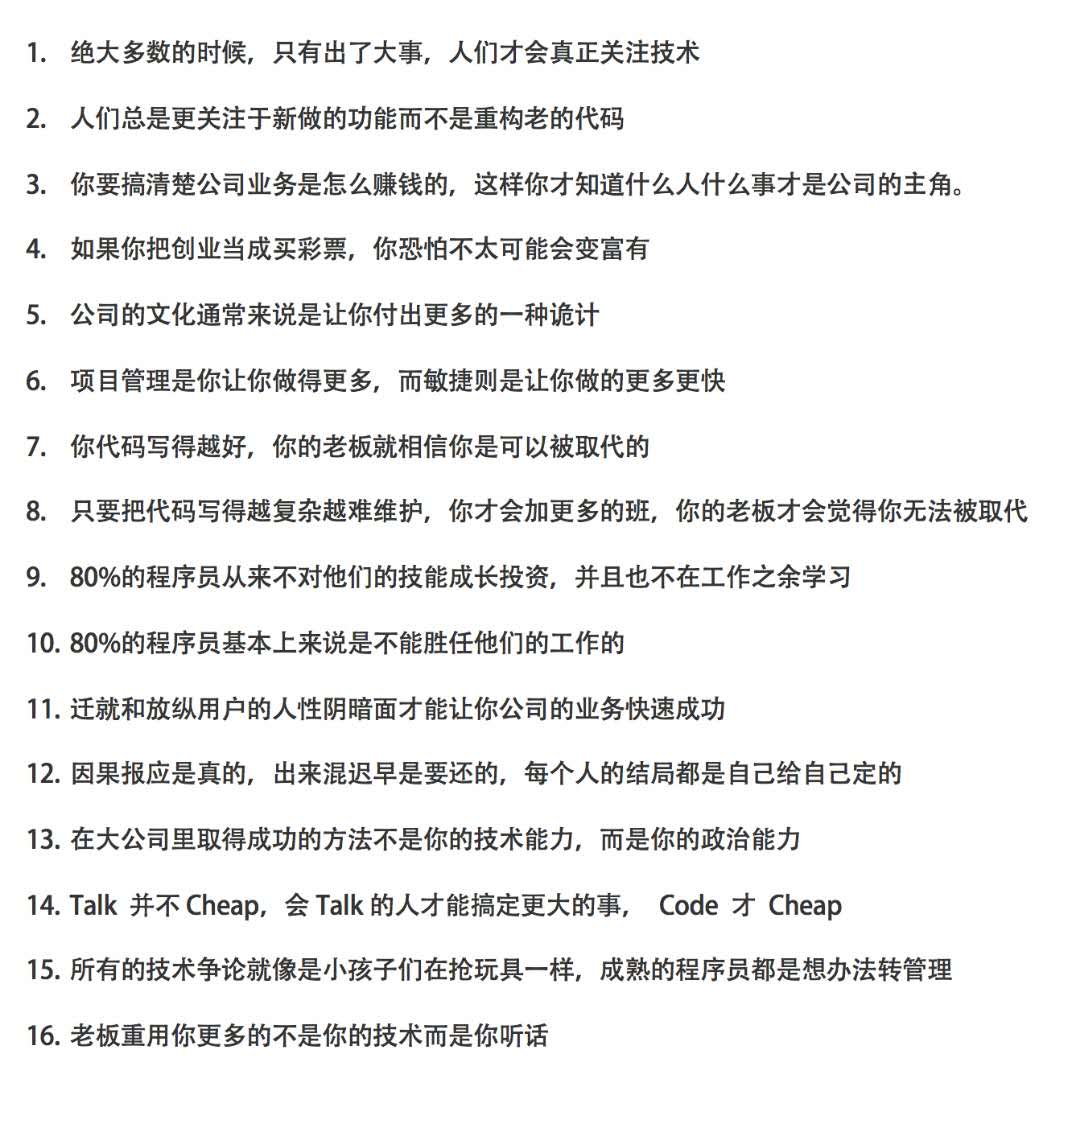 1. 绝大多数的时候，只有出了大事，人们才会真正关注技术
2. 人们总是更关注于新做的功能而不是重构老的代码
3. 你要搞清楚公司业务是怎么赚钱的，这样你才知道什么人什么事才是公司的主角。
4. 如果你把创业当成买彩票，你恐怕不太可能会变富有
5. 公司的文化通常来说是让你付出更多的一种诡计
6. 项目管理是你让你做得更多，而敏捷则是让你做的更多更快
7. 你代码写得越好，你的老板就相信你是可以被取代的
8. 只要把代码写得越复杂越难维护，你才会加更多的班，你的老板才会觉得你无法被取代
9. 80%的程序员从来不对他们的技能成长投资，并且也不在工作之余学习
10. 80%的程序员基本上来说是不能胜任他们的工作的
11. 迁就和放纵用户的人性阴暗面才能让你公司的业务快速成功
12. 因果报应是真的，出来混迟早是要还的，每个人的结局都是自己给自己定的
13. 在大公司里取得成功的方法不是你的技术能力，而是你的政治能力
14. Talk 并不 Cheap，会 Talk 的人才能搞定更大的事， Code 才 Cheap
15. 所有的技术争论就像是小孩子们在抢玩具一样，成熟的程序员都是想办法转管理
16. 老板重用你更多的不是你的技术而是你听话